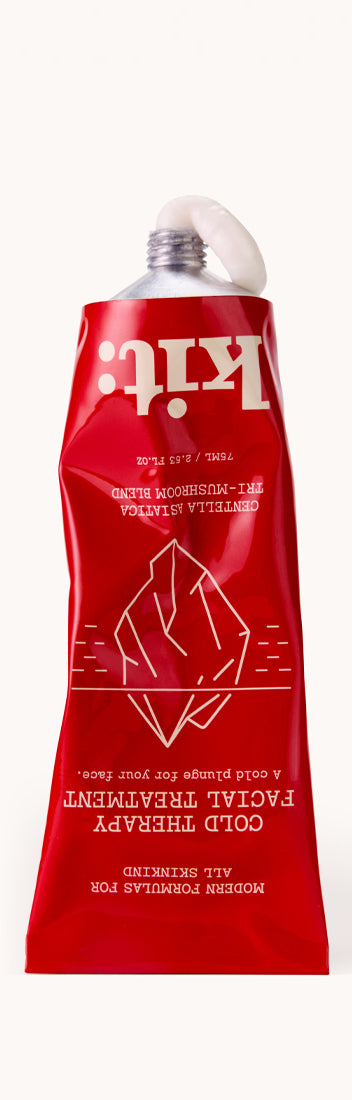 MODERN FORMULAS FOR
ALL SKINKIND
COLD THERAPY
FACIAL TREATMENT
A cold plunge for your face.
CENTELLA ASIATICA
TRI-MUSHROOM BLEND
75ML / 2.53 FL.OZ
kit: